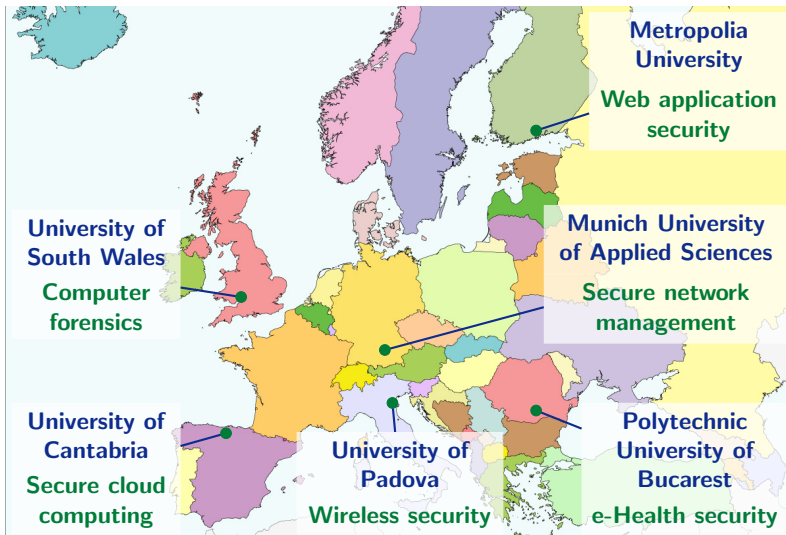 Metropolia
University
Web application
security
University of
South Wales
Computer
forensics
Munich University
of Applied Sciences
Secure network
management
University of
Cantabria
Secure cloud
computing
University of
Padova
Wireless security
Polytechnic
University of
Bucarest
e-Health security